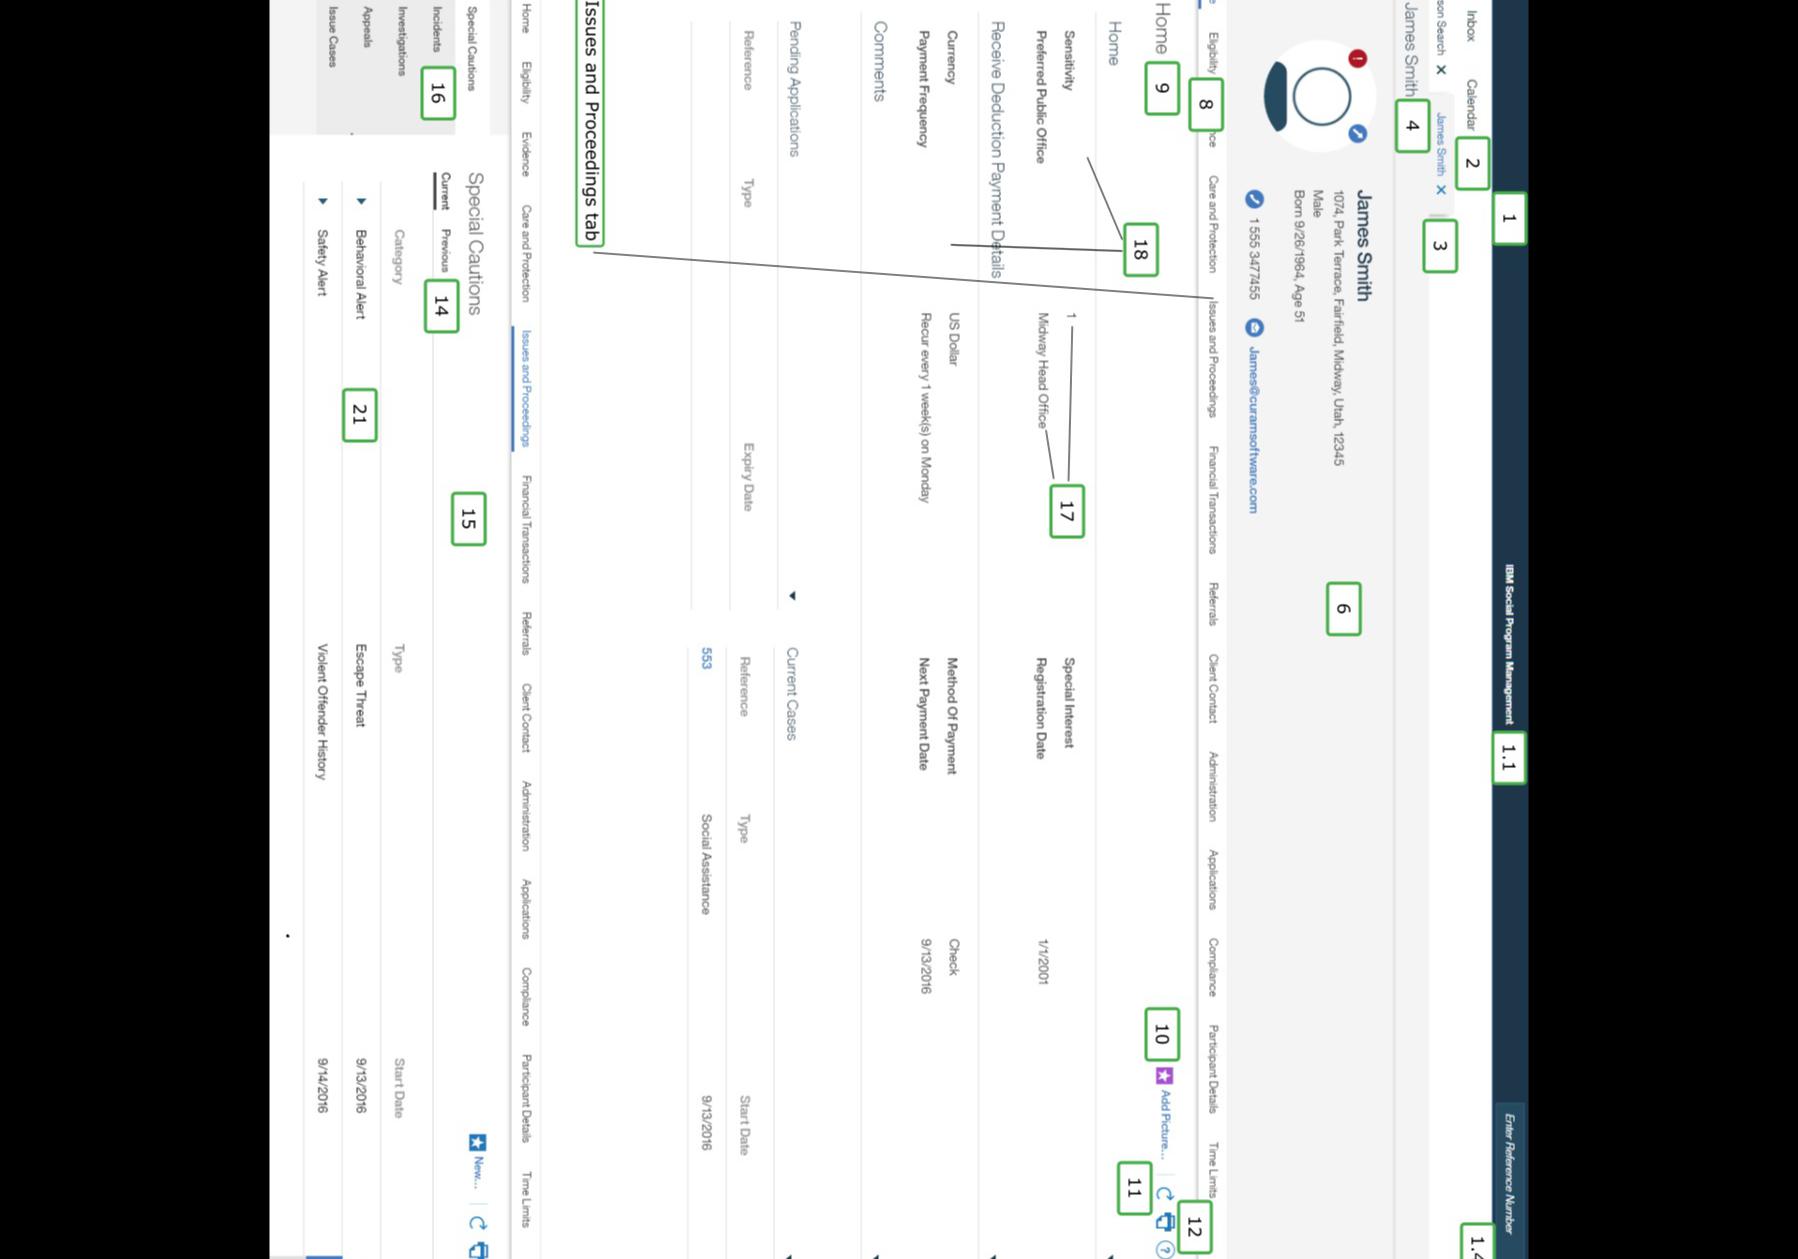 1
IBM Social Program Management
1.1
Enter Reference Number
Inbox
Calendar
2
1.4
son Search
James Smith
3
James Smith
4
James Smith
1074, Park Terrace, Fairfield, Midway, Utah, 12345
6
Male
Born 9/26/1964, Age 51
1 555 3477455
James@curamsoftware.com
Eligibility
8
Care and Protection
Issues and Proceedings
Financial Transactions
Referrals
Client Contact
Administration
Applications
Compliance
Participant Details
Time Limits
12
Home
9
10
Add Picture...
11
Home
18
Sensitivity
1
17
Special Interest
Preferred Public Office
Midway Head Office
Registration Date
1/1/2001
Receive Deduction Payment Details
Currency
US Dollar
Method Of Payment
Check
Payment Frequency
Recur every 1 week(s) on Monday
Next Payment Date
9/13/2016
Comments
Pending Applications
Current Cases
Reference
Type
Expiry Date
Reference
Type
Start Date
553
Social Assistance
9/13/2016
Issues and Proceedings tab
Home
Eligibility
Evidence
Care and Protection
Issues and Proceedings
Financial Transactions
Referrals
Client Contact
Administration
Applications
Compliance
Participant Details
Time Limits
Special Cautions
Incidents
16
Investigations
Appeals
Issue Cases
Special Cautions
15
New...
Current
Previous
14
Category
Type
Start Date
Behavioral Alert
21
Escape Threat
9/13/2016
Safety Alert
Violent Offender History
9/14/2016